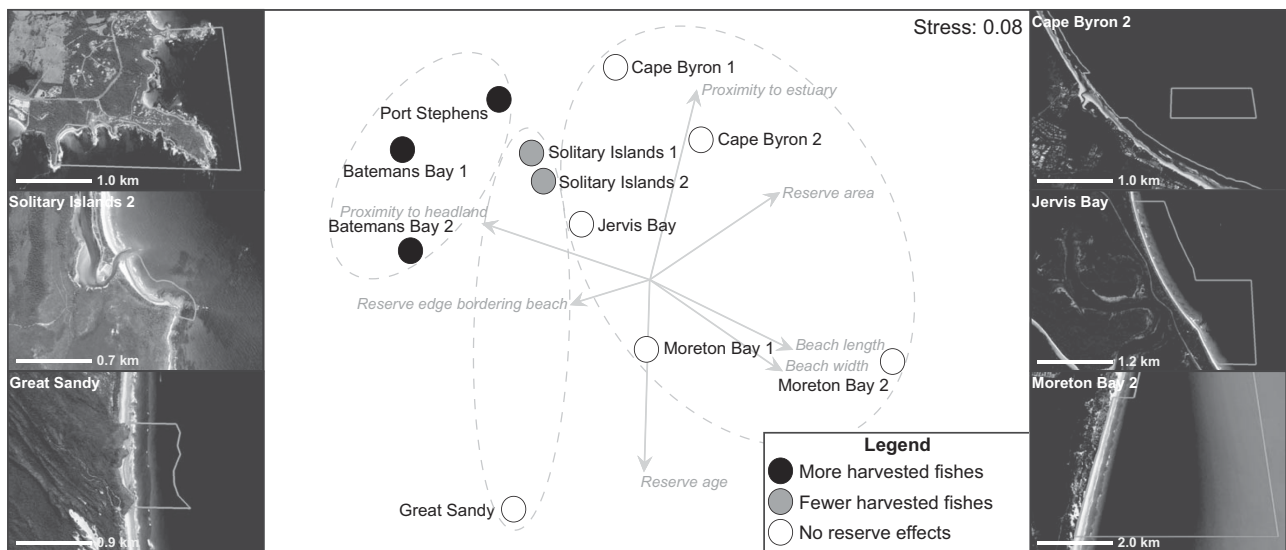 1.0 km
Solitary Islands 2
0.7 km
Great Sandy
0.9 km
Stress: 0.08
Cape Byron 1
Proximity to estuary
Port Stephens
Cape Byron 2
Solitary Islands 1
Batemans Bay 1
Solitary Islands 2
Reserve area
Proximity to headland
Batemans Bay 2
Jervis Bay
Reserve edge bordering beach
Moreton Bay 1
Beach length
Beach width
Moreton Bay 2
Reserve age
Great Sandy
Legend
More harvested fishes
Fewer harvested fishes
No reserve effects
Cape Byron 2
1.0 km
Jervis Bay
1.2 km
Moreton Bay 2
2.0 km